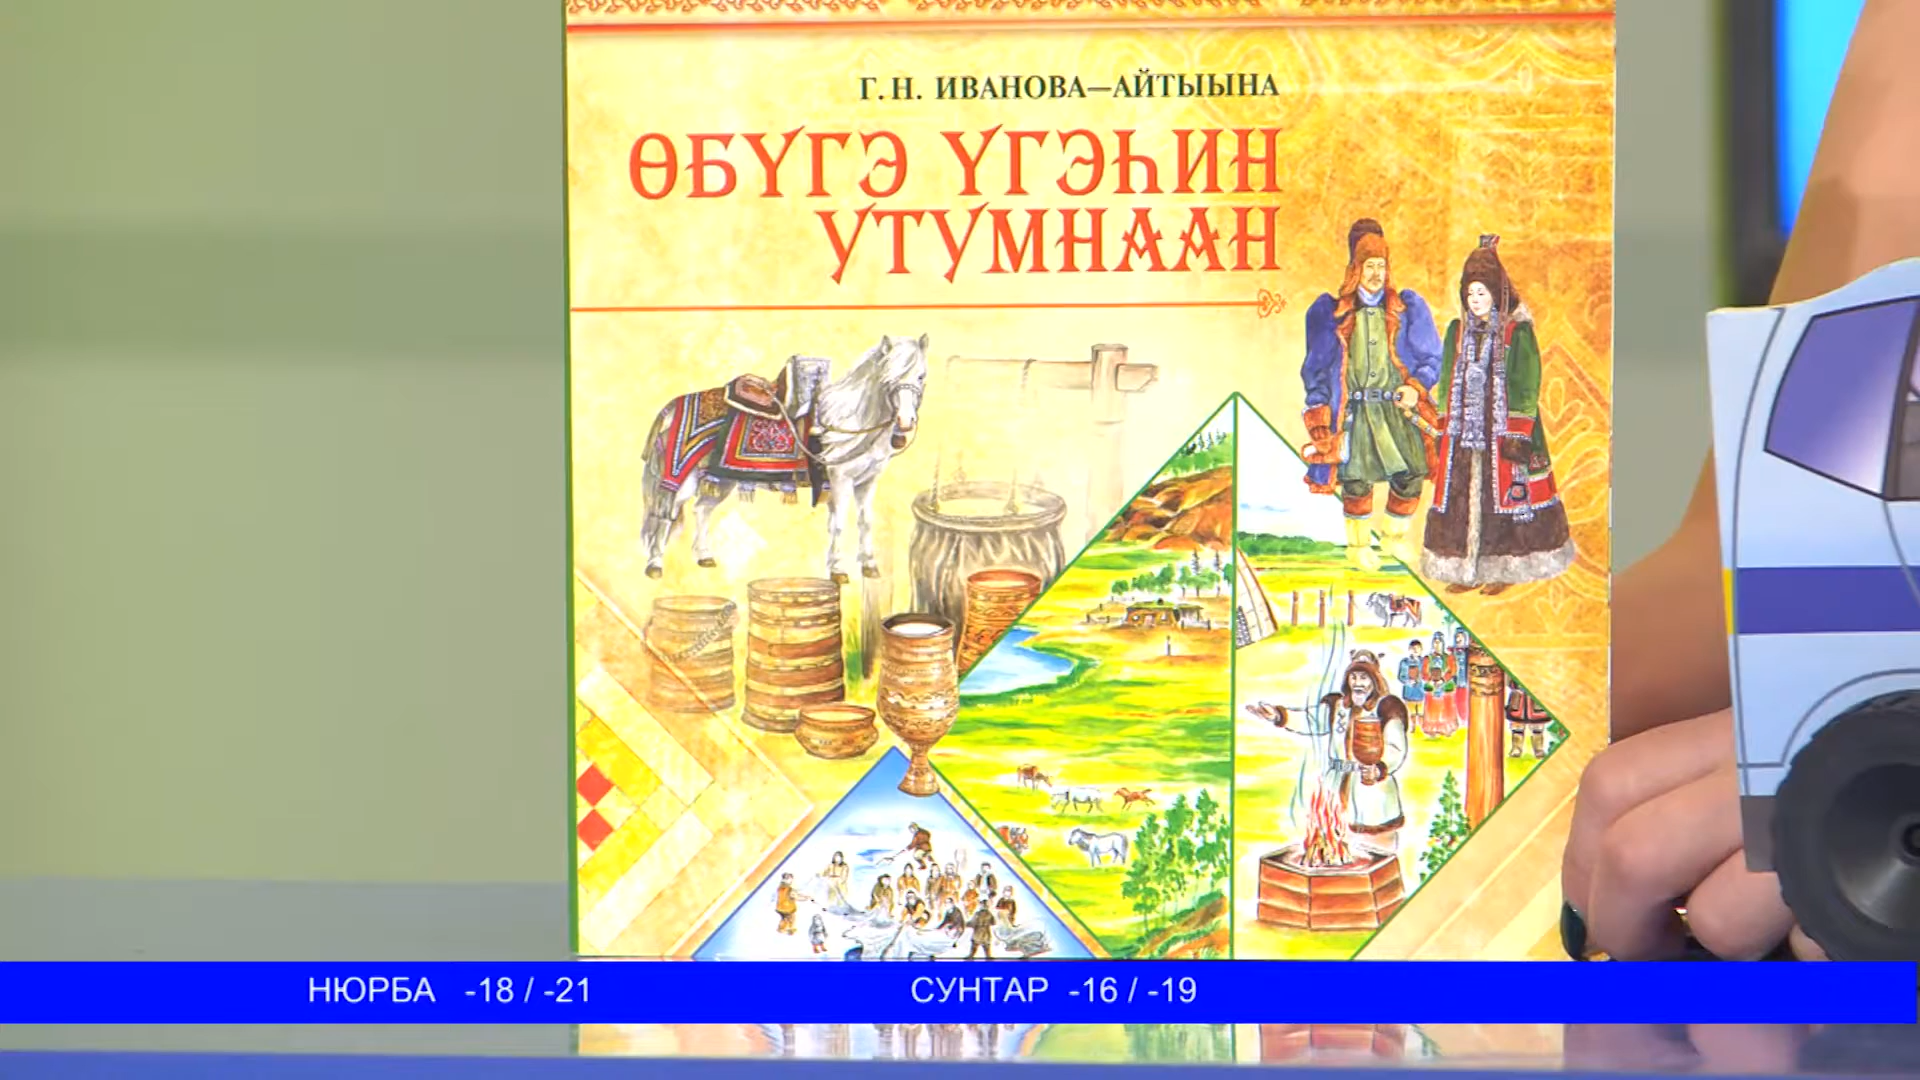 Г. Н. ИВАНОВА—АЙТЫЫНА
ӨБҮГЭ ҮГЭҺИН
УТУМНААН
НЮРБА -18 / -21 СУНТАР -16 / -19